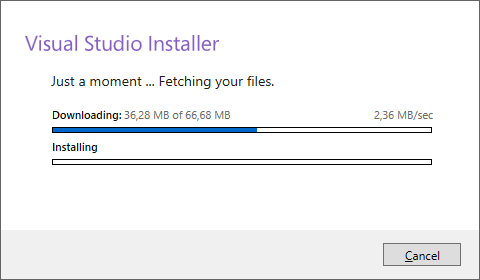 Visual Studio Installer
Just a moment ... Fetching your files.
Downloading: 36,28 MB of 66,68 MB 2,36 MB/sec
Installing
Cancel